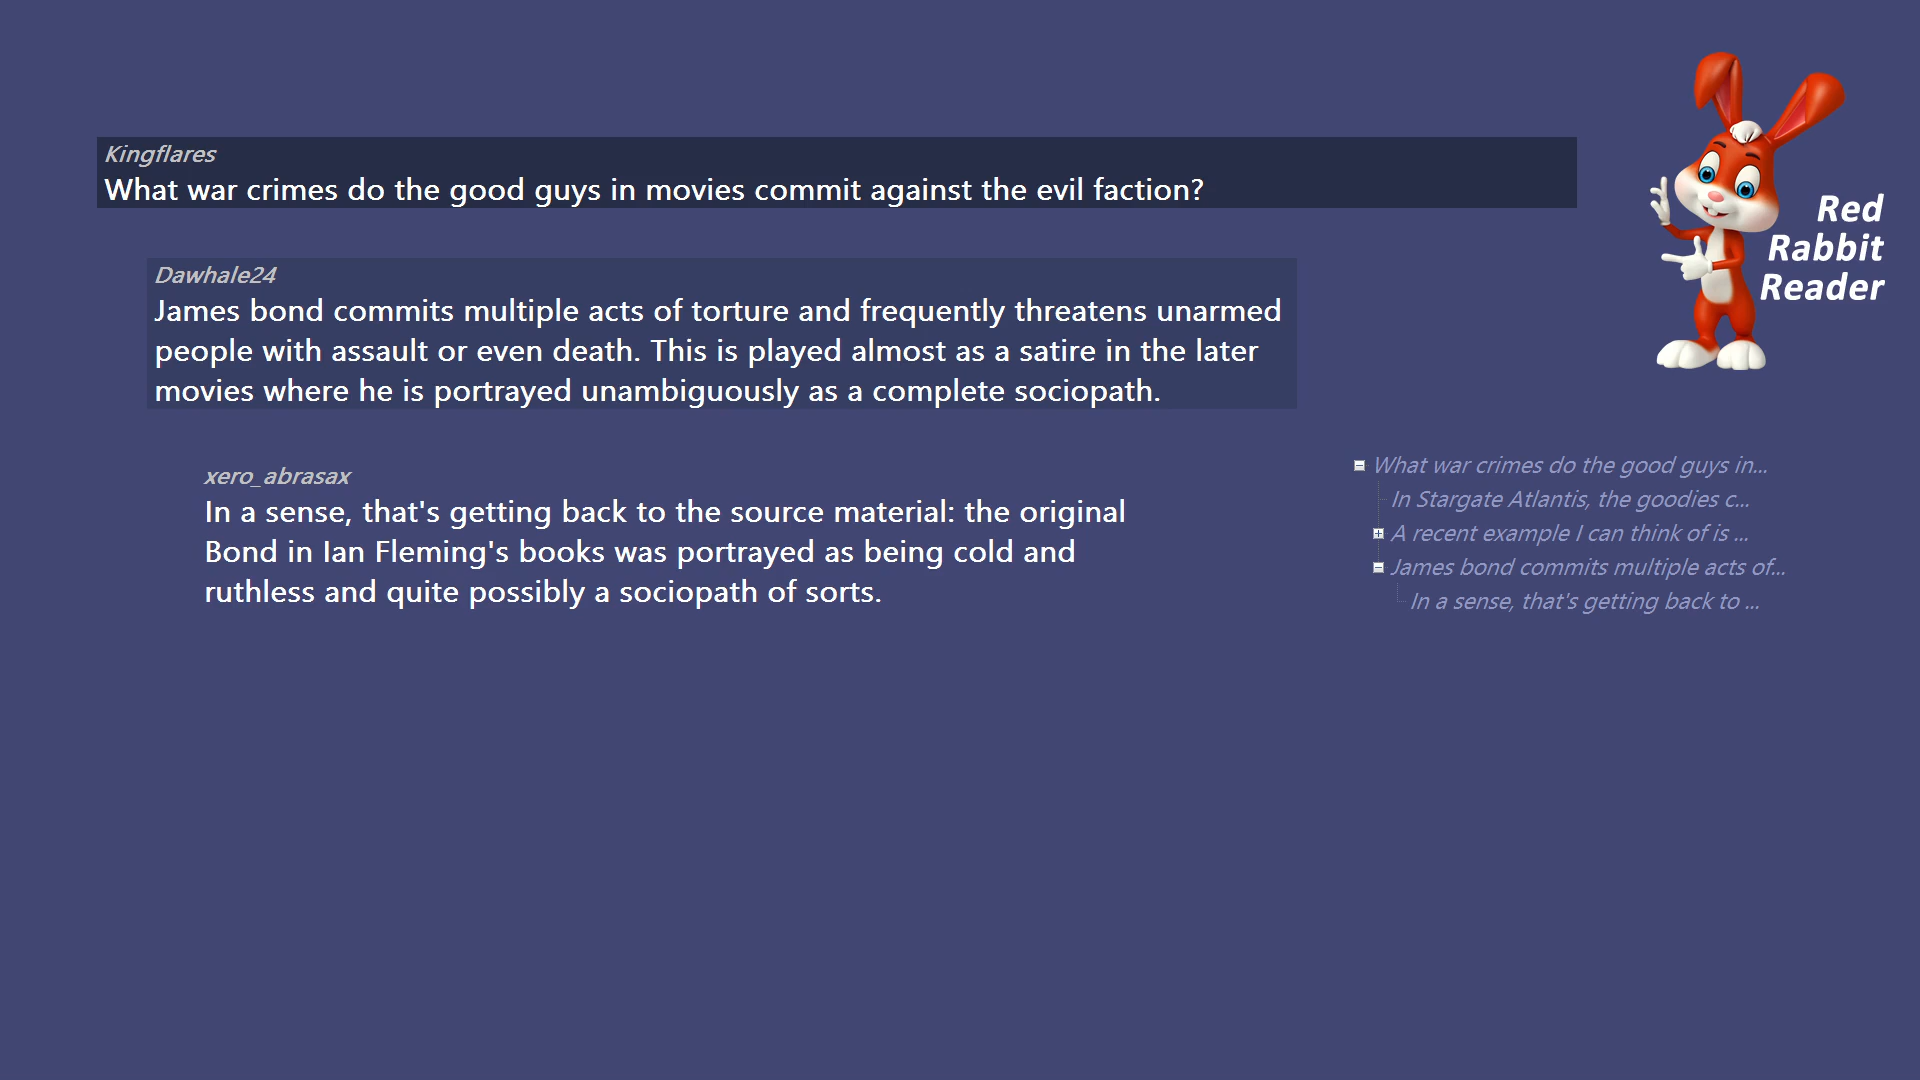 Kingflares
What war crimes do the good guys in movies commit against the evil faction?
Dawhale24
James bond commits multiple acts of torture and frequently threatens unarmed
people with assault or even death. This is played almost as a satire in the later
movies where he is portrayed unambiguously as a complete sociopath.
xero_abrasax
In a sense, that's getting back to the source material: the original
Bond in Ian Fleming's books was portrayed as being cold and
ruthless and quite possibly a sociopath of sorts.
Red
Rabbit
Reader
What war crimes do the good guys in...
In Stargate Atlantis, the goodies c...
A recent example I can think of is ...
James bond commits multiple acts of...
In a sense, that's getting back to ...